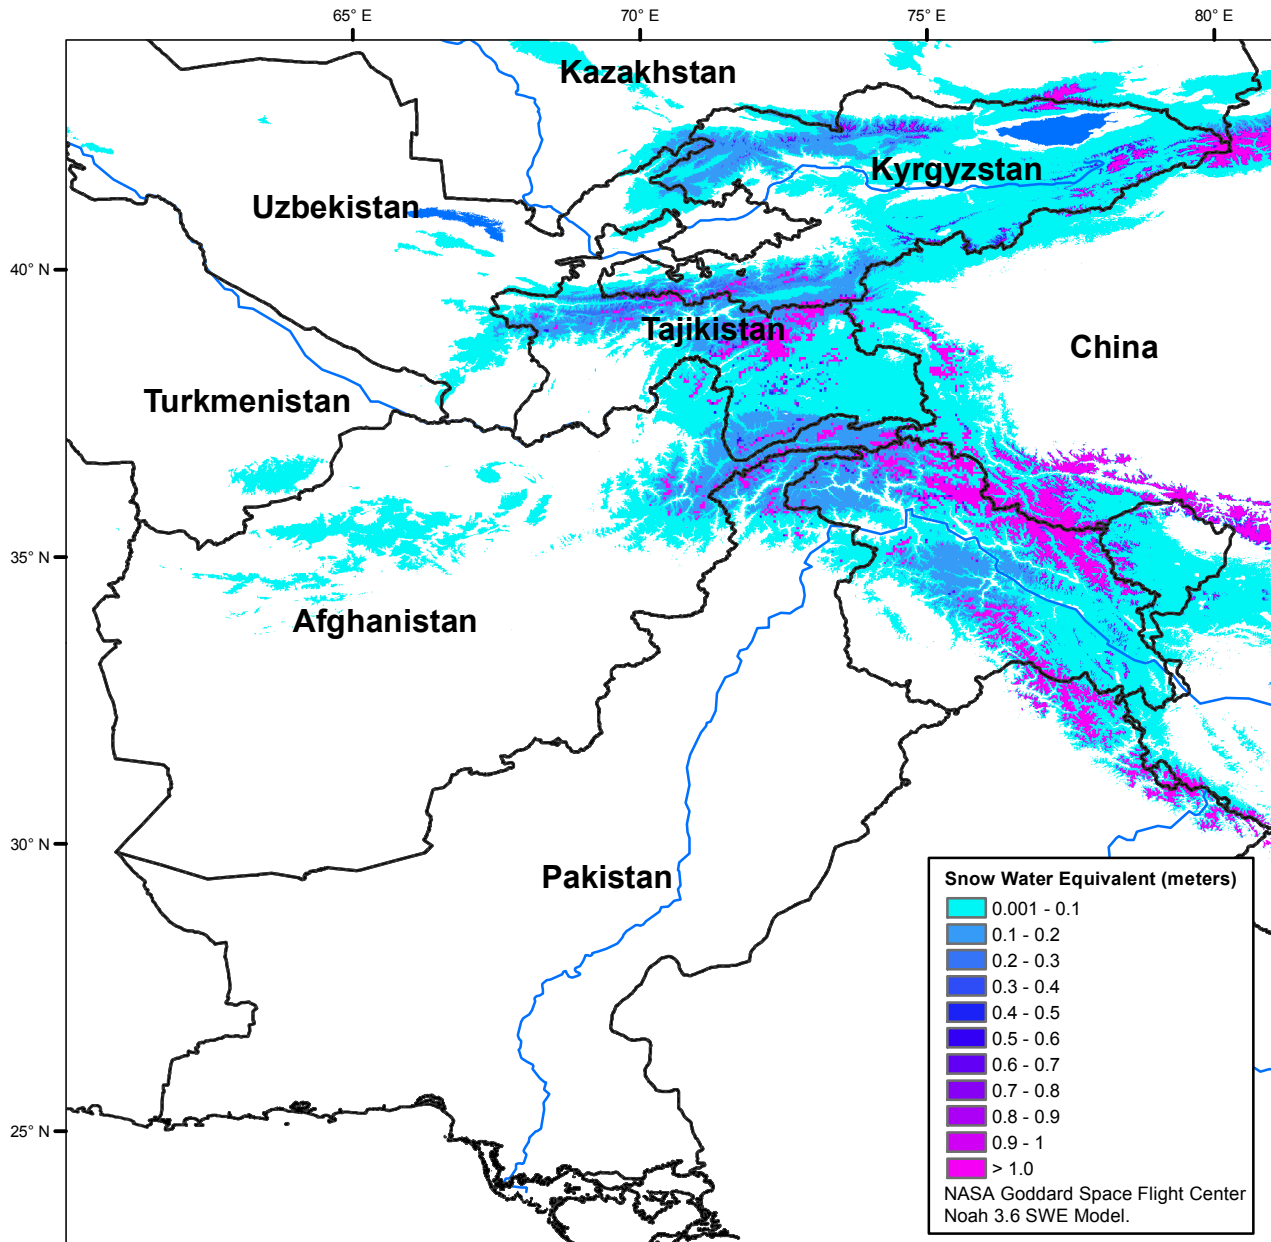 65° E 70° E 75° E 80° E
Kazakhstan
Kyrgyzstan
Uzbekistan
40° N
Tajikistan
China
Turkmenistan
35° N
Afghanistan
30° N
Pakistan
Snow Water Equivalent (meters)
0.001 - 0.1
0.1 - 0.2
0.2 - 0.3
0.3 - 0.4
0.4 - 0.5
0.5 - 0.6
0.6 - 0.7
0.7 - 0.8
0.8 - 0.9
0.9 - 1
> 1.0
25° N
NASA Goddard Space Flight Center
Noah 3.6 SWE Model.